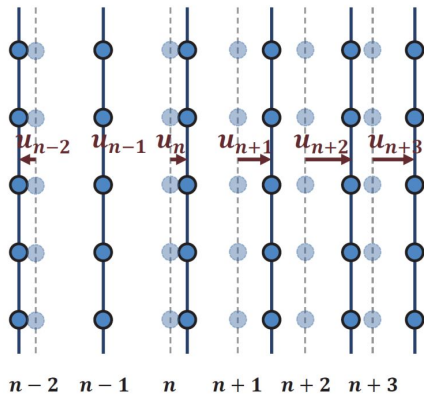 u_{n-2} u_{n-1} u_n u_{n+1} u_{n+2} u_{n+3}
n − 2 n − 1 n n + 1 n + 2 n + 3